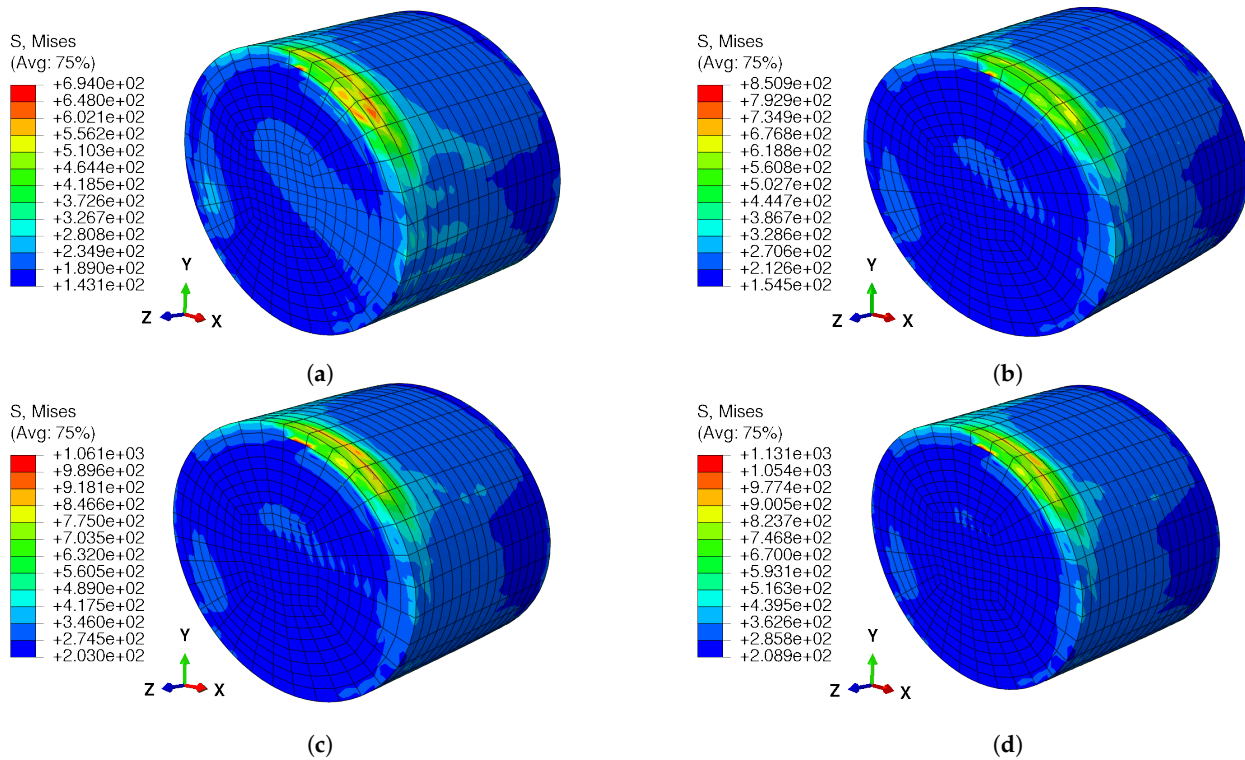 S, Mises
(Avg: 75%)
+6.940e+02
+6.480e+02
+6.021e+02
+5.562e+02
+5.103e+02
+4.644e+02
+4.185e+02
+3.726e+02
+3.267e+02
+2.808e+02
+2.349e+02
+1.890e+02
+1.431e+02
Y
Z
X
(a)
S, Mises
(Avg: 75%)
+8.509e+02
+7.929e+02
+7.349e+02
+6.768e+02
+6.188e+02
+5.608e+02
+5.027e+02
+4.447e+02
+3.867e+02
+3.286e+02
+2.706e+02
+2.126e+02
+1.545e+02
Y
Z
X
(b)
S, Mises
(Avg: 75%)
+1.061e+03
+9.896e+02
+9.181e+02
+8.466e+02
+7.750e+02
+7.035e+02
+6.320e+02
+5.605e+02
+4.890e+02
+4.175e+02
+3.460e+02
+2.745e+02
+2.030e+02
Y
Z
X
(c)
S, Mises
(Avg: 75%)
+1.131e+03
+1.054e+03
+9.774e+02
+9.005e+02
+8.237e+02
+7.468e+02
+6.700e+02
+5.931e+02
+5.163e+02
+4.395e+02
+3.626e+02
+2.858e+02
+2.089e+02
Y
Z
X
(d)